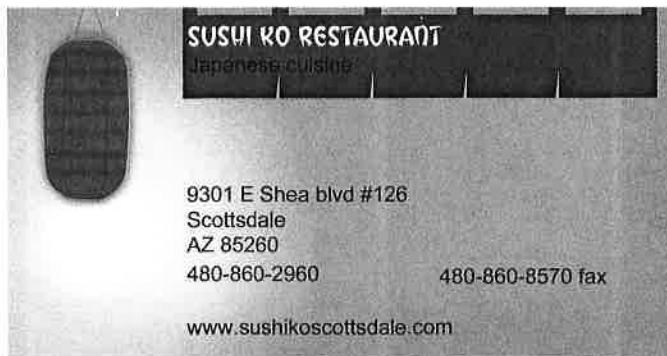 SUSHI KO RESTAURANT
Japanese cuisine
9301 E Shea blvd #126
Scottsdale
AZ 85260
480-860-2960 480-860-8570 fax
www.sushikoscottsdale.com